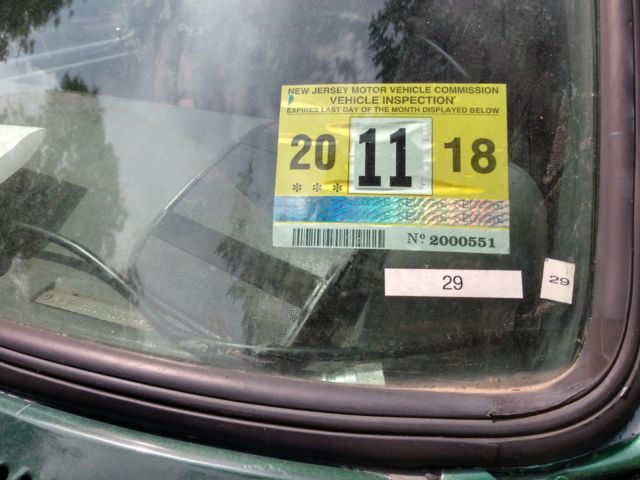 NEW JERSEY MOTOR VEHICLE COMMISSION
VEHICLE INSPECTION
EXPIRES LAST DAY OF THE MONTH DISPLAYED BELOW
20 11 18
***
Nº 2000551
29
29